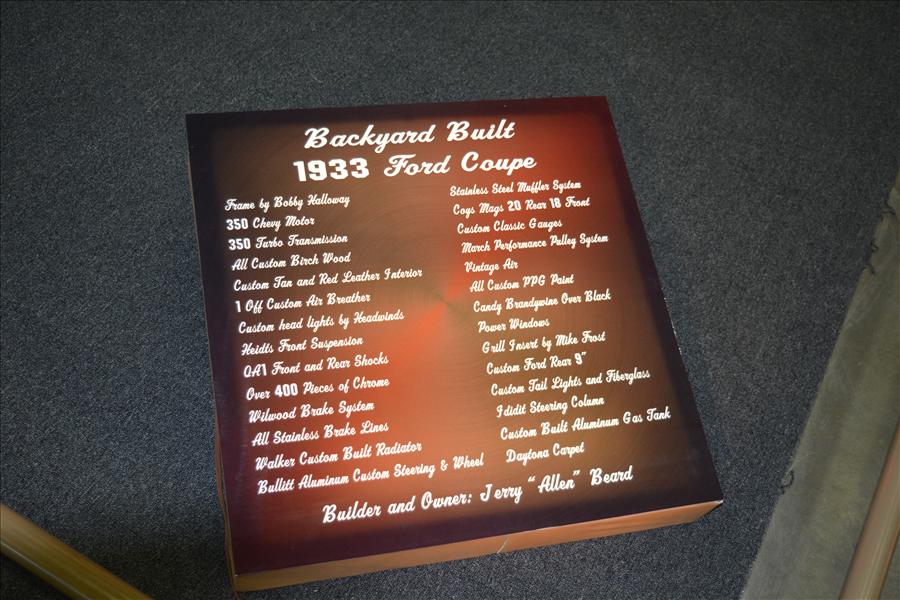 Backyard Built
1933 Ford Coupe
Frame by Bobby Halloway
350 Chevy Motor
350 Turbo Transmission
All Custom Birch Wood
Custom Tan and Red Leather Interior
1 Off Custom Air Breather
Custom head lights by Headwinds
Heidts Front Suspension
QA1 Front and Rear Shocks
Over 400 Pieces of Chrome
Wilwood Brake System
All Stainless Brake Lines
Walker Custom Built Radiator
Bullitt Aluminum Custom Steering & Wheel
Stainless Steel Muffler System
Coys Mags 20 Rear 18 Front
Custom Classic Gauges
March Performance Pulley System
Vintage Air
All Custom PPG Paint
Candy Brandywine Over Black
Power Windows
Grill Insert by Mike Frost
Custom Ford Rear 9"
Custom Tail Lights and Fiberglass
Ididit Steering Column
Custom Built Aluminum Gas Tank
Daytona Carpet
Builder and Owner: Jerry "Allen" Beard